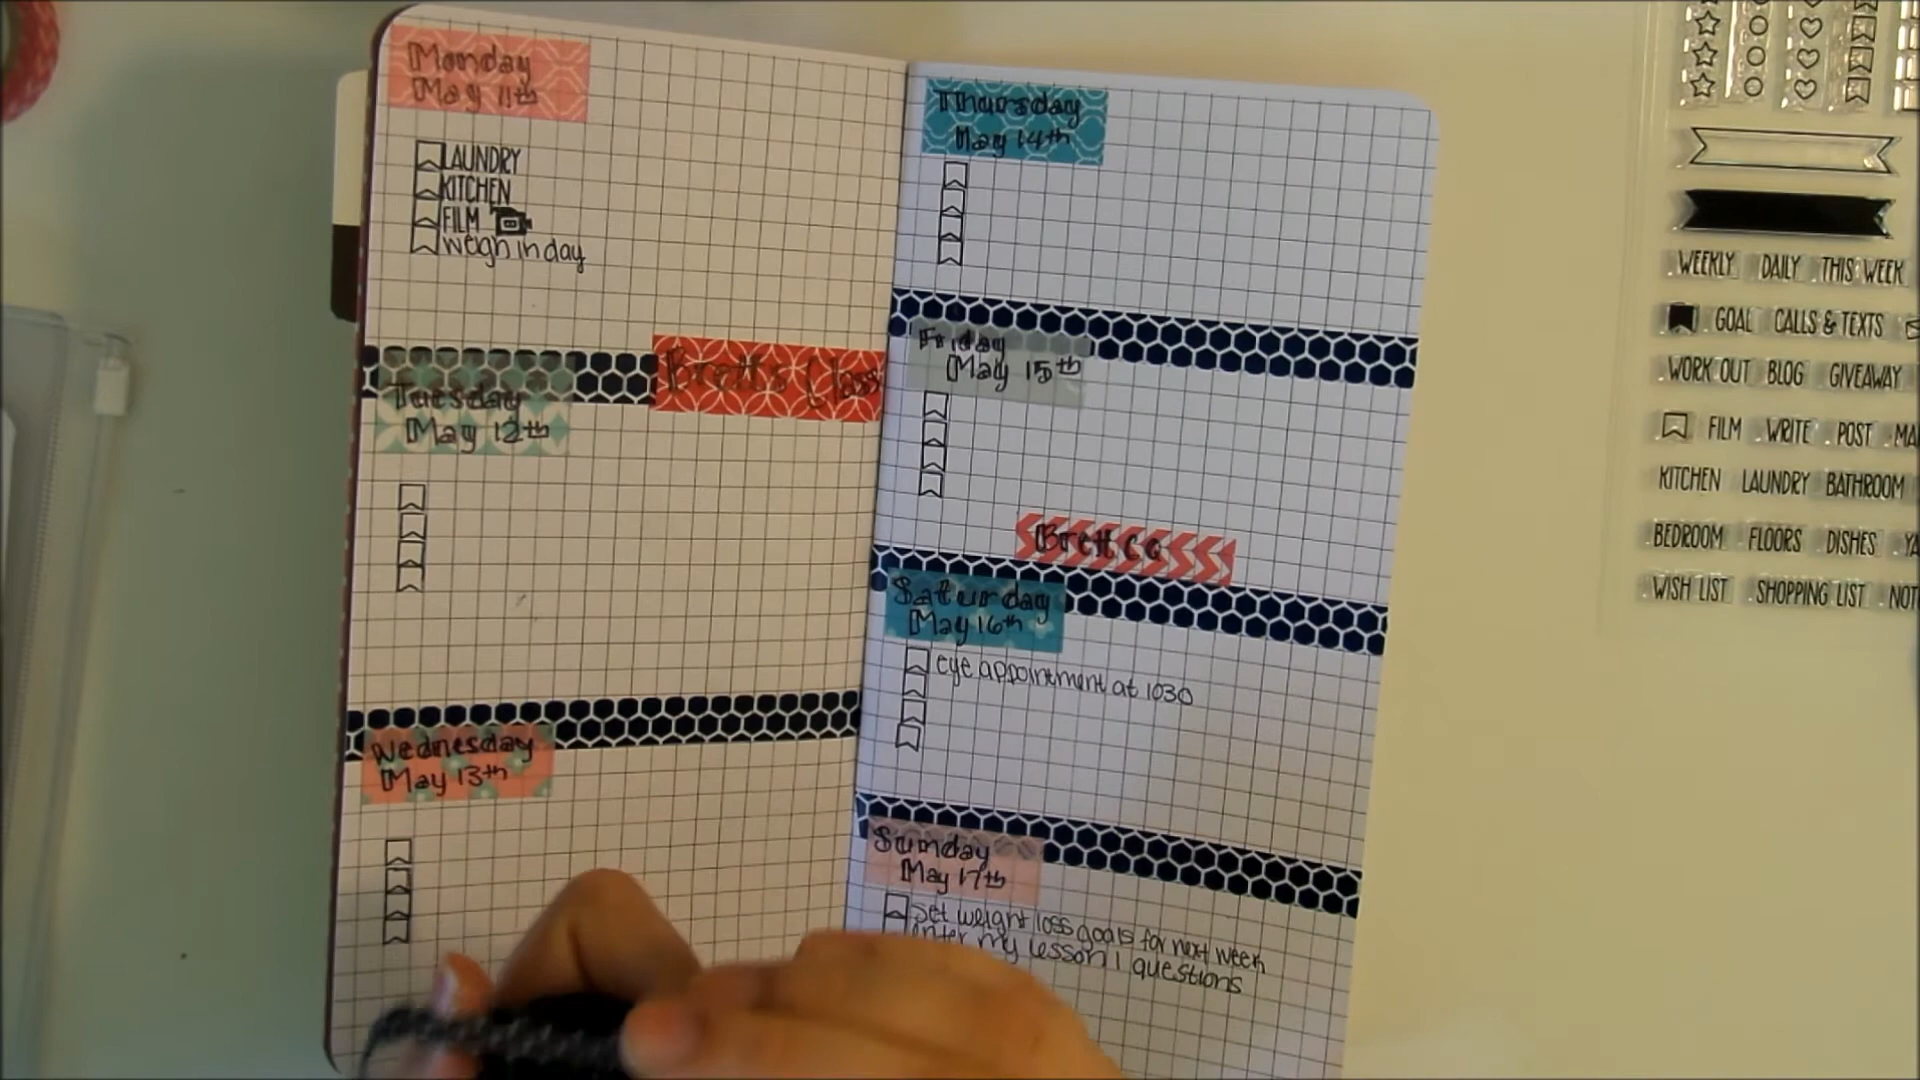 Monday
May 11th
LAUNDRY
KITCHEN
FILM
weigh in day
Brett's Class
Tuesday
May 12th
Wednesday
May 13th
Thursday
May 14th
Friday
May 15th
Brett
Saturday
May 16th
eye appointment at 1030
Sunday
May 17th
Set weight loss goals for next week
enter my lesson 1 questions
WEEKLY DAILY THIS WEEK
GOAL CALLS & TEXTS
WORK OUT BLOG GIVEAWAY
FILM WRITE POST
KITCHEN LAUNDRY BATHROOM
BEDROOM FLOORS DISHES
WISH LIST SHOPPING LIST